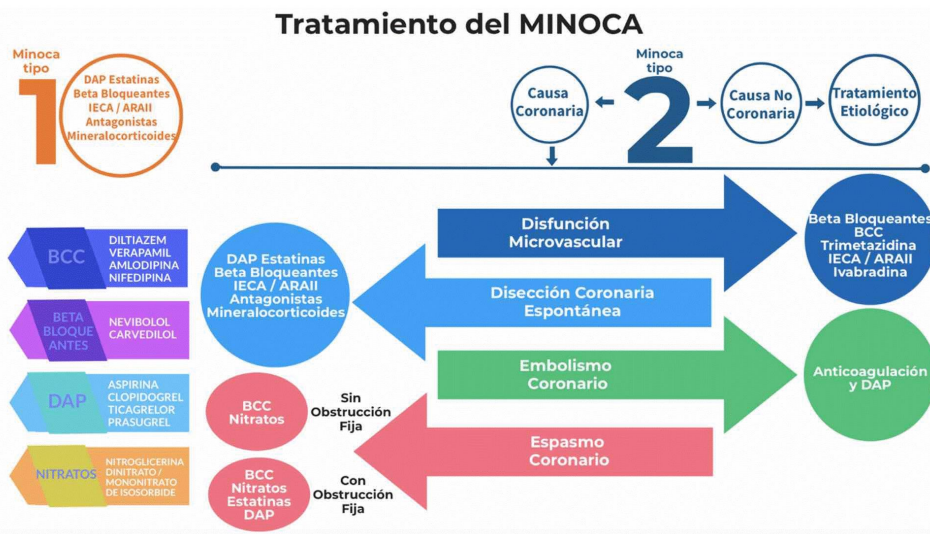 Tratamiento del MINOCA
Minoca
tipo
1
DAP Estatinas
Beta Bloqueantes
IECA / ARAII
Antagonistas
Mineralocorticoides
Causa
Coronaria
Minoca
tipo
2
Causa No
Coronaria
Tratamiento
Etiológico
BCC
DILTIAZEM
VERAPAMIL
AMLODIPINA
NIFEDIPINA
BETA
BLOQUE
ANTES
NEVIBOLOL
CARVEDILOL
DAP
ASPIRINA
CLOPIDOGREL
TICAGRELOR
PRASUGREL
NITRATOS
NITROGLICERINA
DINITRATO /
MONONITRATO
DE ISOSORBIDE
Disfunción
Microvascular
Beta Bloqueantes
BCC
Trimetazidina
IECA / ARAII
Ivabradina
DAP Estatinas
Beta Bloqueantes
IECA / ARAII
Antagonistas
Mineralocorticoides
Disección Coronaria
Espontánea
Embolismo
Coronario
Anticoagulación
y DAP
BCC
Nitratos
Sin
Obstrucción
Fija
Espasmo
Coronario
BCC
Nitratos
Estatinas
DAP
Con
Obstrucción
Fija